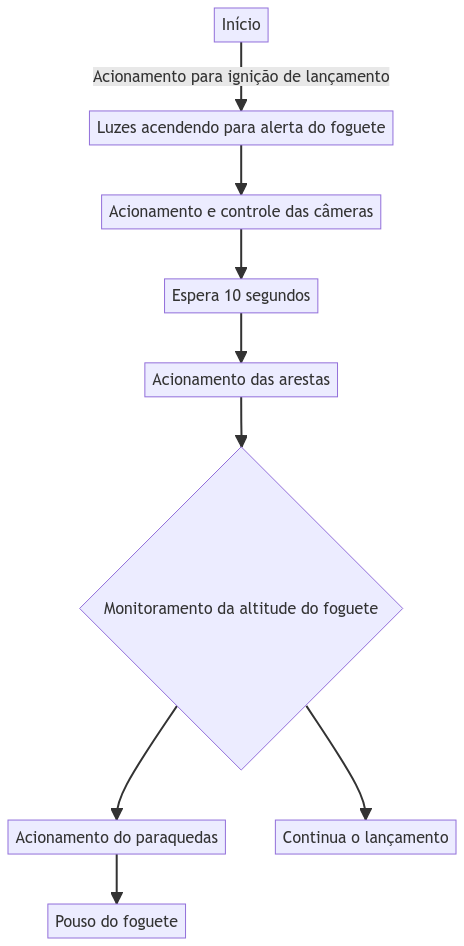 Início
Acionamento para ignição de lançamento
Luzes acendendo para alerta do foguete
Acionamento e controle das câmeras
Espera 10 segundos
Acionamento das arestas
Monitoramento da altitude do foguete
Acionamento do paraquedas
Continua o lançamento
Pouso do foguete